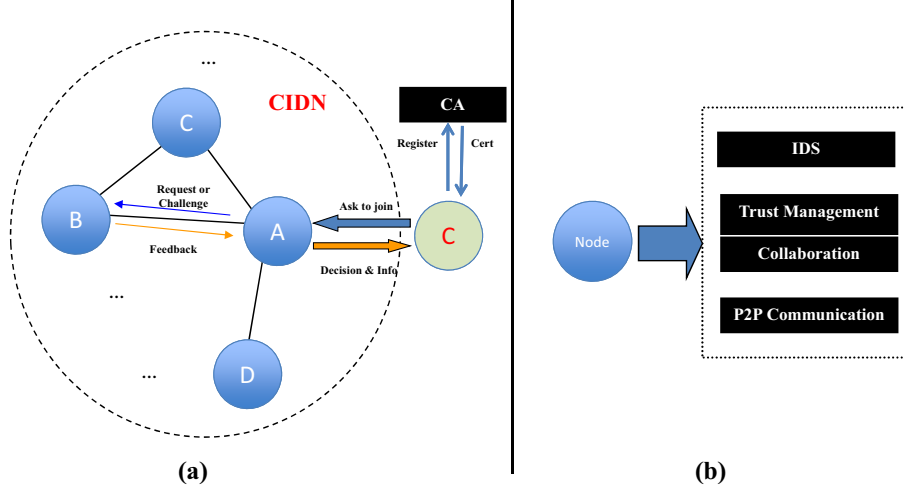 ...
CIDN
C
CA
Register
Cert
Request or
Challenge
B
A
Ask to join
C
Feedback
Decision & Info
...
...
D
(a)
Node
IDS
Trust Management
Collaboration
P2P Communication
(b)